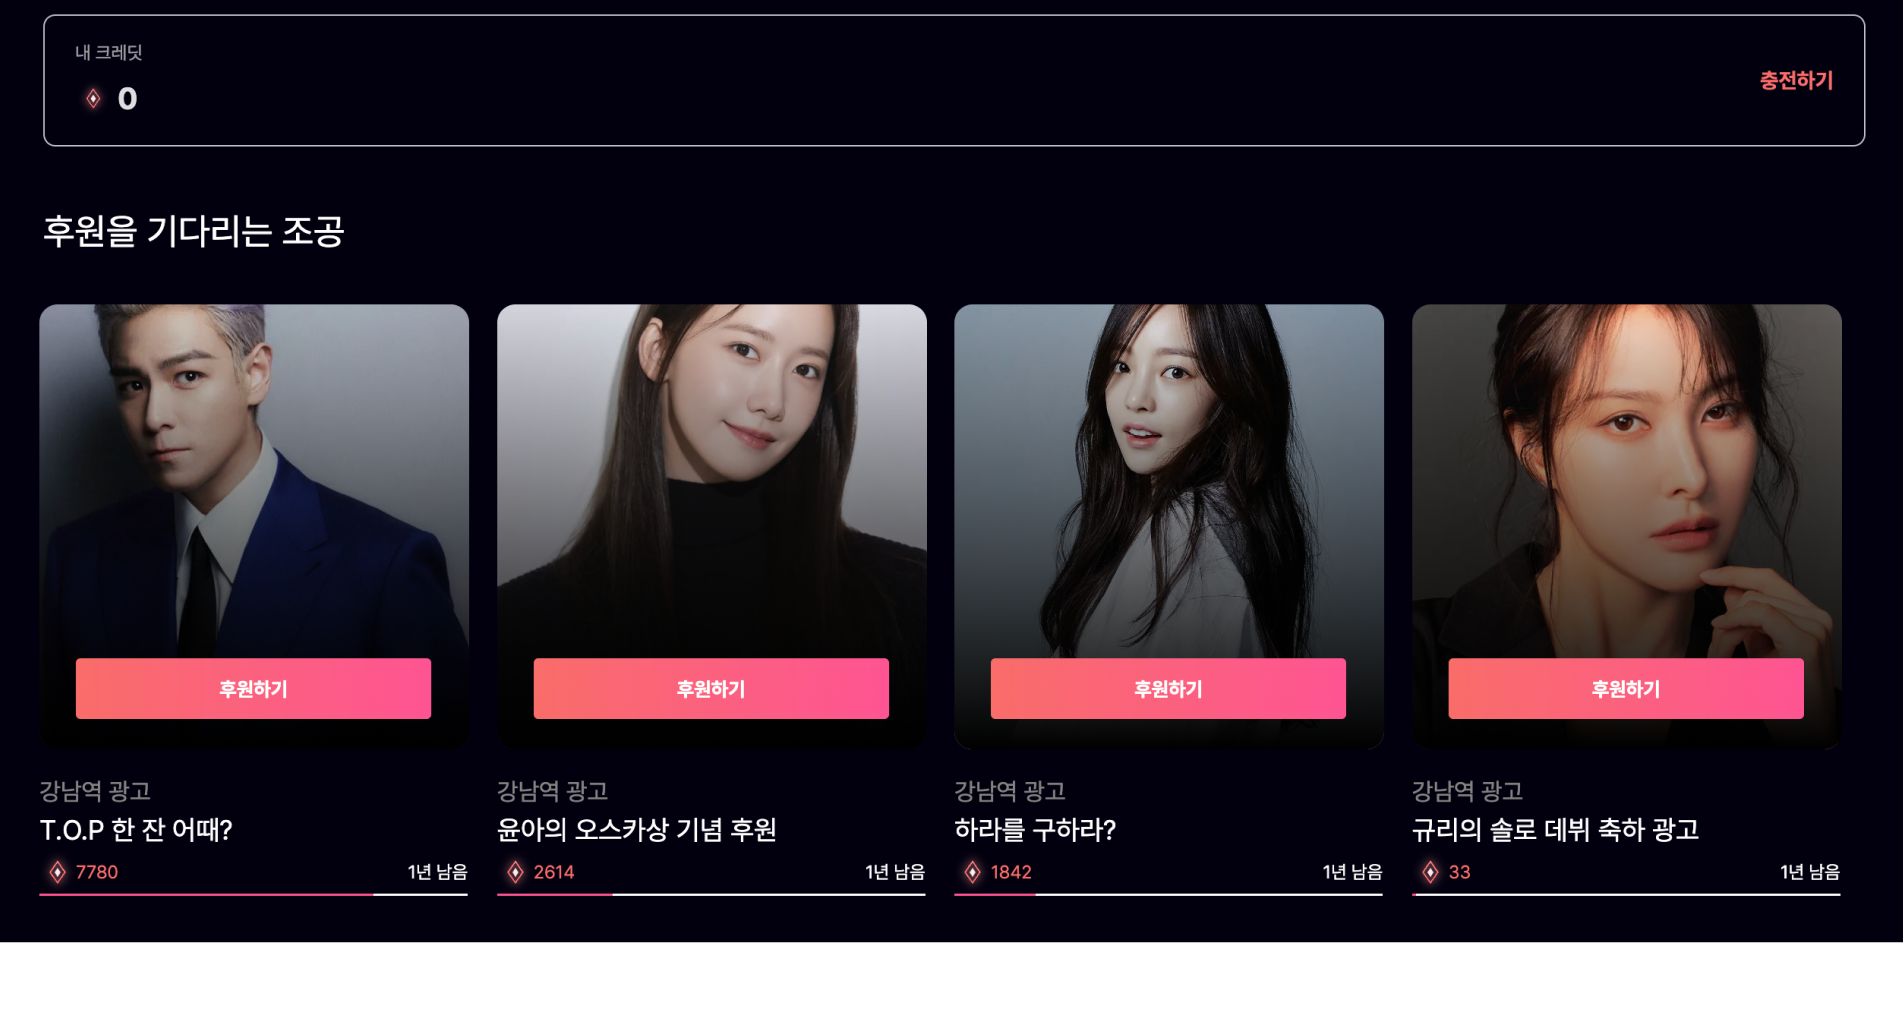 내 크레딧
0
충전하기
후원을 기다리는 조공
후원하기
후원하기
후원하기
후원하기
강남역 광고
T.O.P 한 잔 어때?
7780
1년 남음
강남역 광고
윤아의 오스카상 기념 후원
2614
1년 남음
강남역 광고
하라를 구하라?
1842
1년 남음
강남역 광고
규리의 솔로 데뷔 축하 광고
33
1년 남음